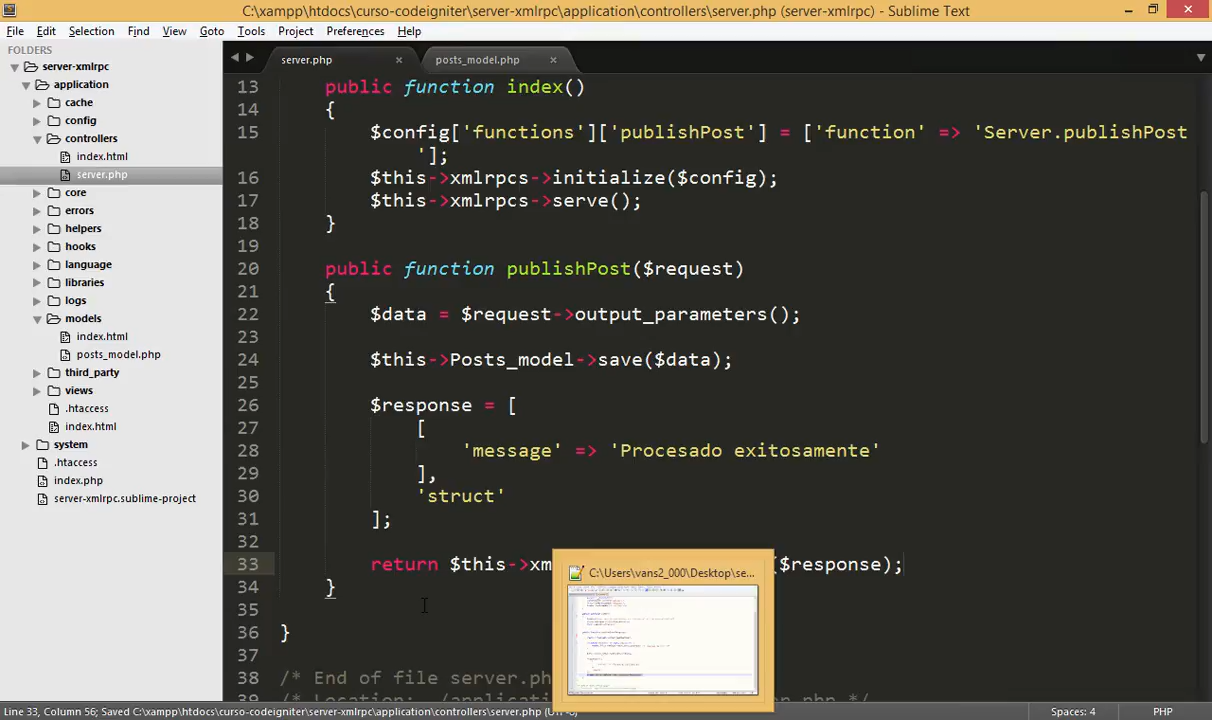 C:\xampp\htdocs\curso-codeigniter\server-xmlrpc\application\controllers\server.php (server-xmlrpc) - Sublime Text
File Edit Selection Find View Goto Tools Project Preferences Help
FOLDERS
server-xmlrpc
application
cache
config
controllers
index.html
server.php
core
errors
helpers
hooks
language
libraries
logs
models
index.html
posts_model.php
third_party
views
.htaccess
index.html
system
.htaccess
index.php
server-xmlrpc.sublime-project
server.php posts_model.php
13 public function index()
14 {
15 $config['functions']['publishPost'] = ['function' => 'Server.publishPost
'];
16 $this->xmlrpcs->initialize($config);
17 $this->xmlrpcs->serve();
18 }
19
20 public function publishPost($request)
21 {
22 $data = $request->output_parameters();
23
24 $this->Posts_model->save($data);
25
26 $response = [
27 [
28 'message' => 'Procesado exitosamente'
29 ],
30 'struct'
31 ];
32
33 return $this->xm ($response);
34 }
35
36 }
37
38 /* End of file server.ph
C:\Users\vans2_000\Desktop\se...
Line 33, Column 56; Saved C:\xampp\htdocs\curso-codeigniter\server-xmlrpc\application\controllers\server.php
Spaces: 4 PHP